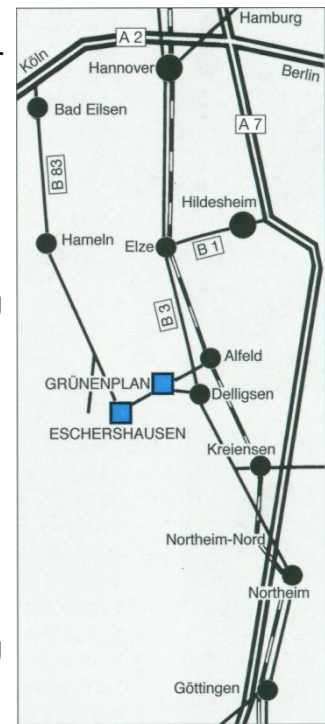 Hamburg
A 2
Köln
Hannover
Berlin
Bad Eilsen
A 7
B 83
Hildesheim
Hameln
Elze
B 1
B 3
Alfeld
GRÜNENPLAN
Delligsen
ESCHERSHAUSEN
Kreiensen
Northeim-Nord
Northeim
Göttingen